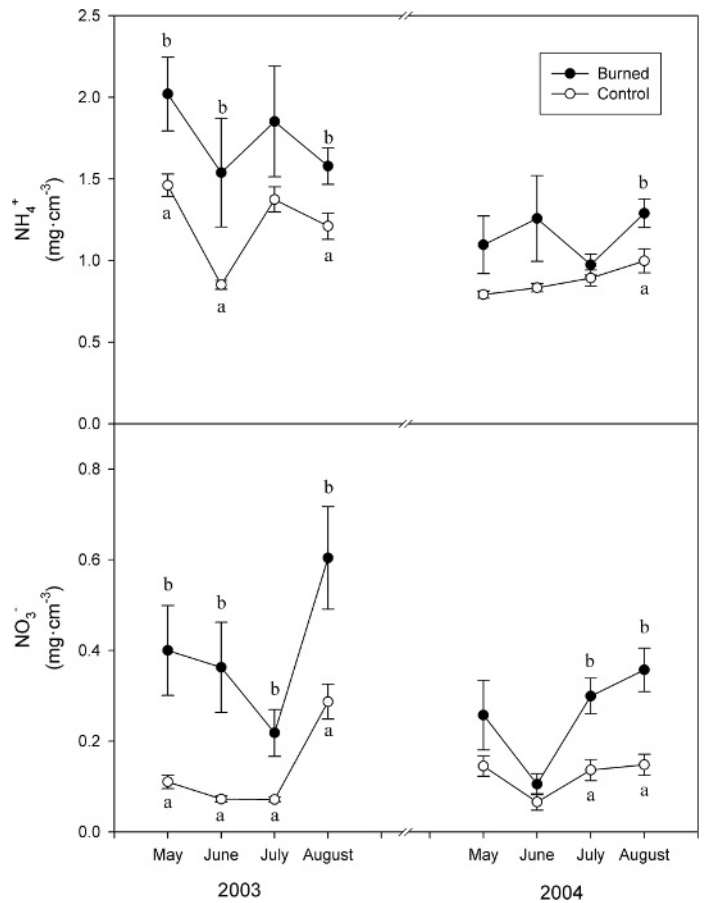 2.5
2.0
1.5
1.0
0.5
0.0
NH₄⁺
(mg·cm⁻³)
b
b
b
a
a
a
b
a
Burned
Control
0.8
0.6
0.4
0.2
0.0
NO₃⁻
(mg·cm⁻³)
b
b
b
b
a
a
a
a
b
b
a
a
May June July August May June July August
2003 2004